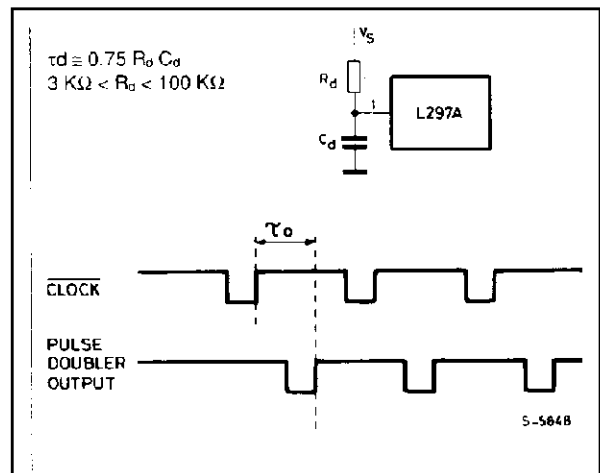 τd ≅ 0.75 Rd Cd
3 KΩ < Rd < 100 KΩ
VS
Rd
1
L297A
Cd
τo
CLOCK
PULSE
DOUBLER
OUTPUT
S-5848